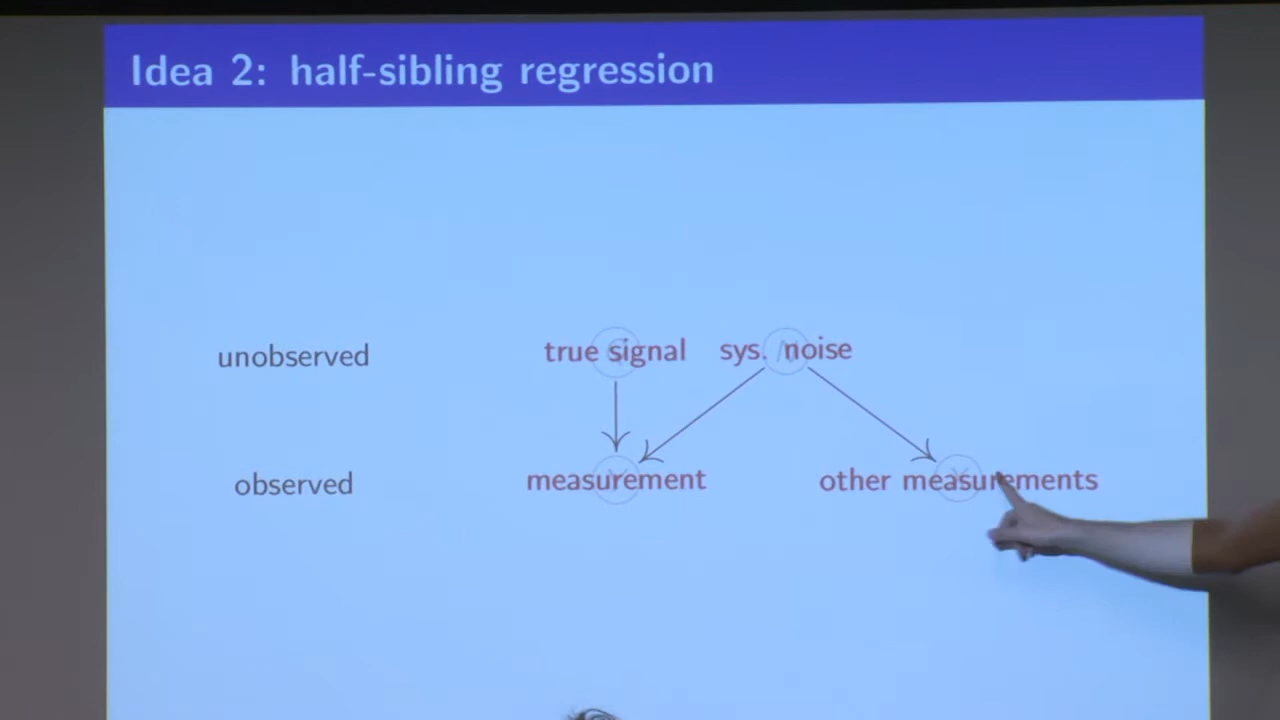 Idea 2: half-sibling regression
unobserved true signal sys. noise
observed measurement other measurements